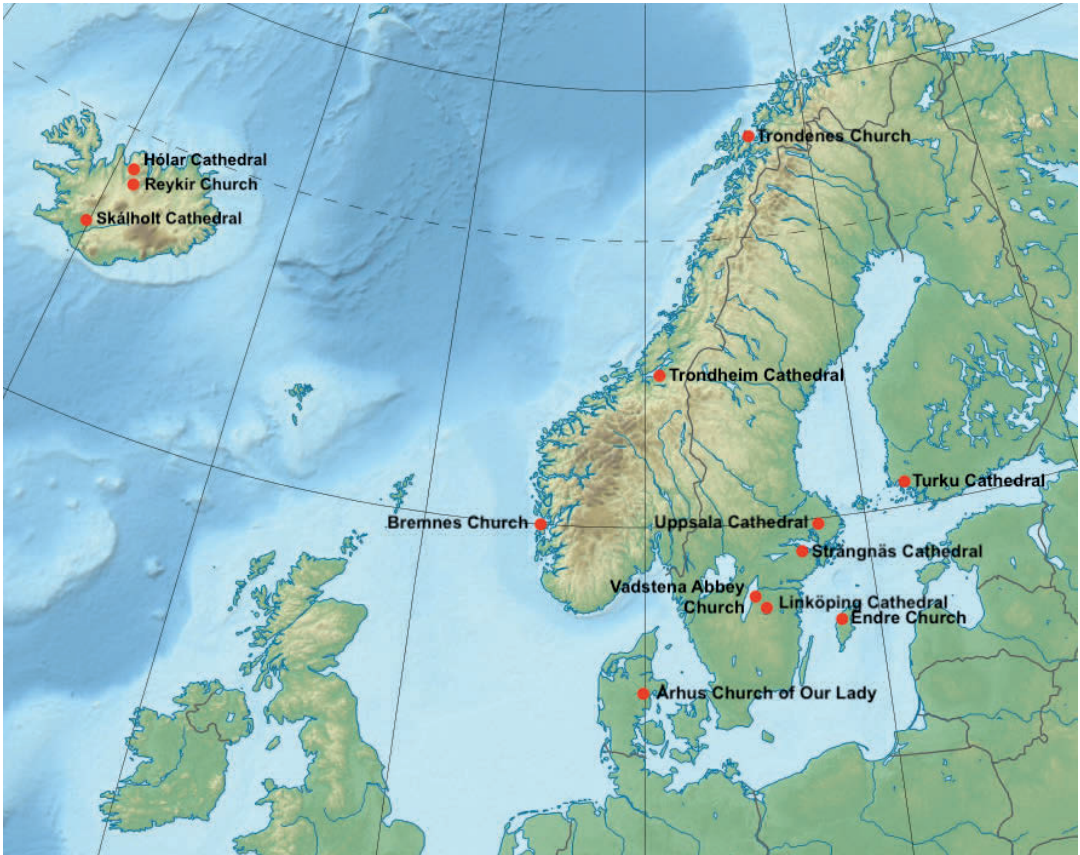 Trondenes Church
Hólar Cathedral
Reykír Church
Skálholt Cathedral
Trondheim Cathedral
Turku Cathedral
Bremnes Church
Uppsala Cathedral
Strängnäs Cathedral
Vadstena Abbey
Church
Linköping Cathedral
Endre Church
Århus Church of Our Lady